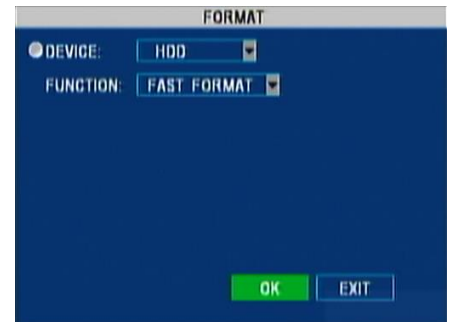 FORMAT
DEVICE: HDD
FUNCTION: FAST FORMAT
OK EXIT